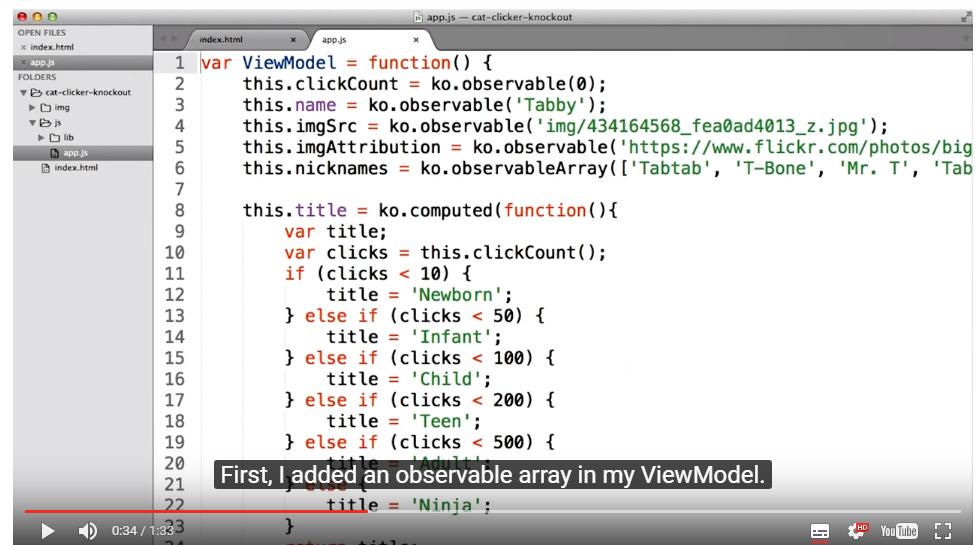 app.js — cat-clicker-knockout
OPEN FILES
× index.html
× app.js
FOLDERS
cat-clicker-knockout
img
js
lib
app.js
index.html
index.html ×
app.js ×
1 var ViewModel = function() {
2 this.clickCount = ko.observable(0);
3 this.name = ko.observable('Tabby');
4 this.imgSrc = ko.observable('img/434164568_fea0ad4013_z.jpg');
5 this.imgAttribution = ko.observable('https://www.flickr.com/photos/big
6 this.nicknames = ko.observableArray(['Tabtab', 'T-Bone', 'Mr. T', 'Tab
7
8 this.title = ko.computed(function(){
9 var title;
10 var clicks = this.clickCount();
11 if (clicks < 10) {
12 title = 'Newborn';
13 } else if (clicks < 50) {
14 title = 'Infant';
15 } else if (clicks < 100) {
16 title = 'Child';
17 } else if (clicks < 200) {
18 title = 'Teen';
19 } else if (clicks < 500) {
20 title = 'Adult';
First, I added an observable array in my ViewModel.
21 } else {
22 title = 'Ninja';
23 }
0:34 / 1:33
HD
YouTube
24 return title;